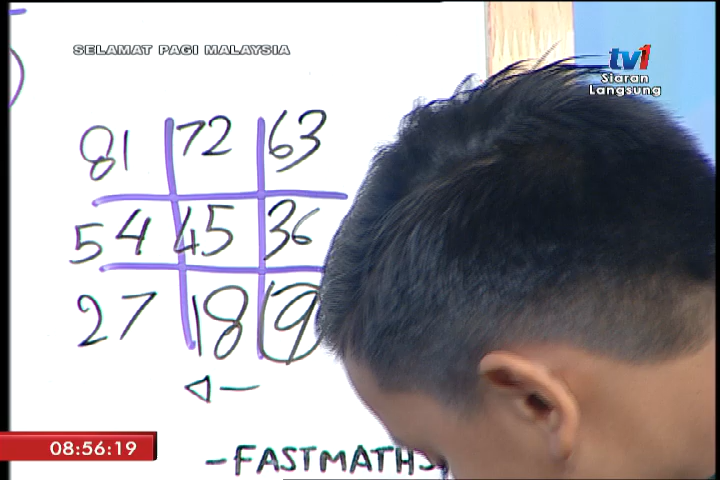 SELAMAT PAGI MALAYSIA
tv1
Siaran
Langsung
81 72 63
54 45 36
27 18 9
08:56:19
-FASTMATHS